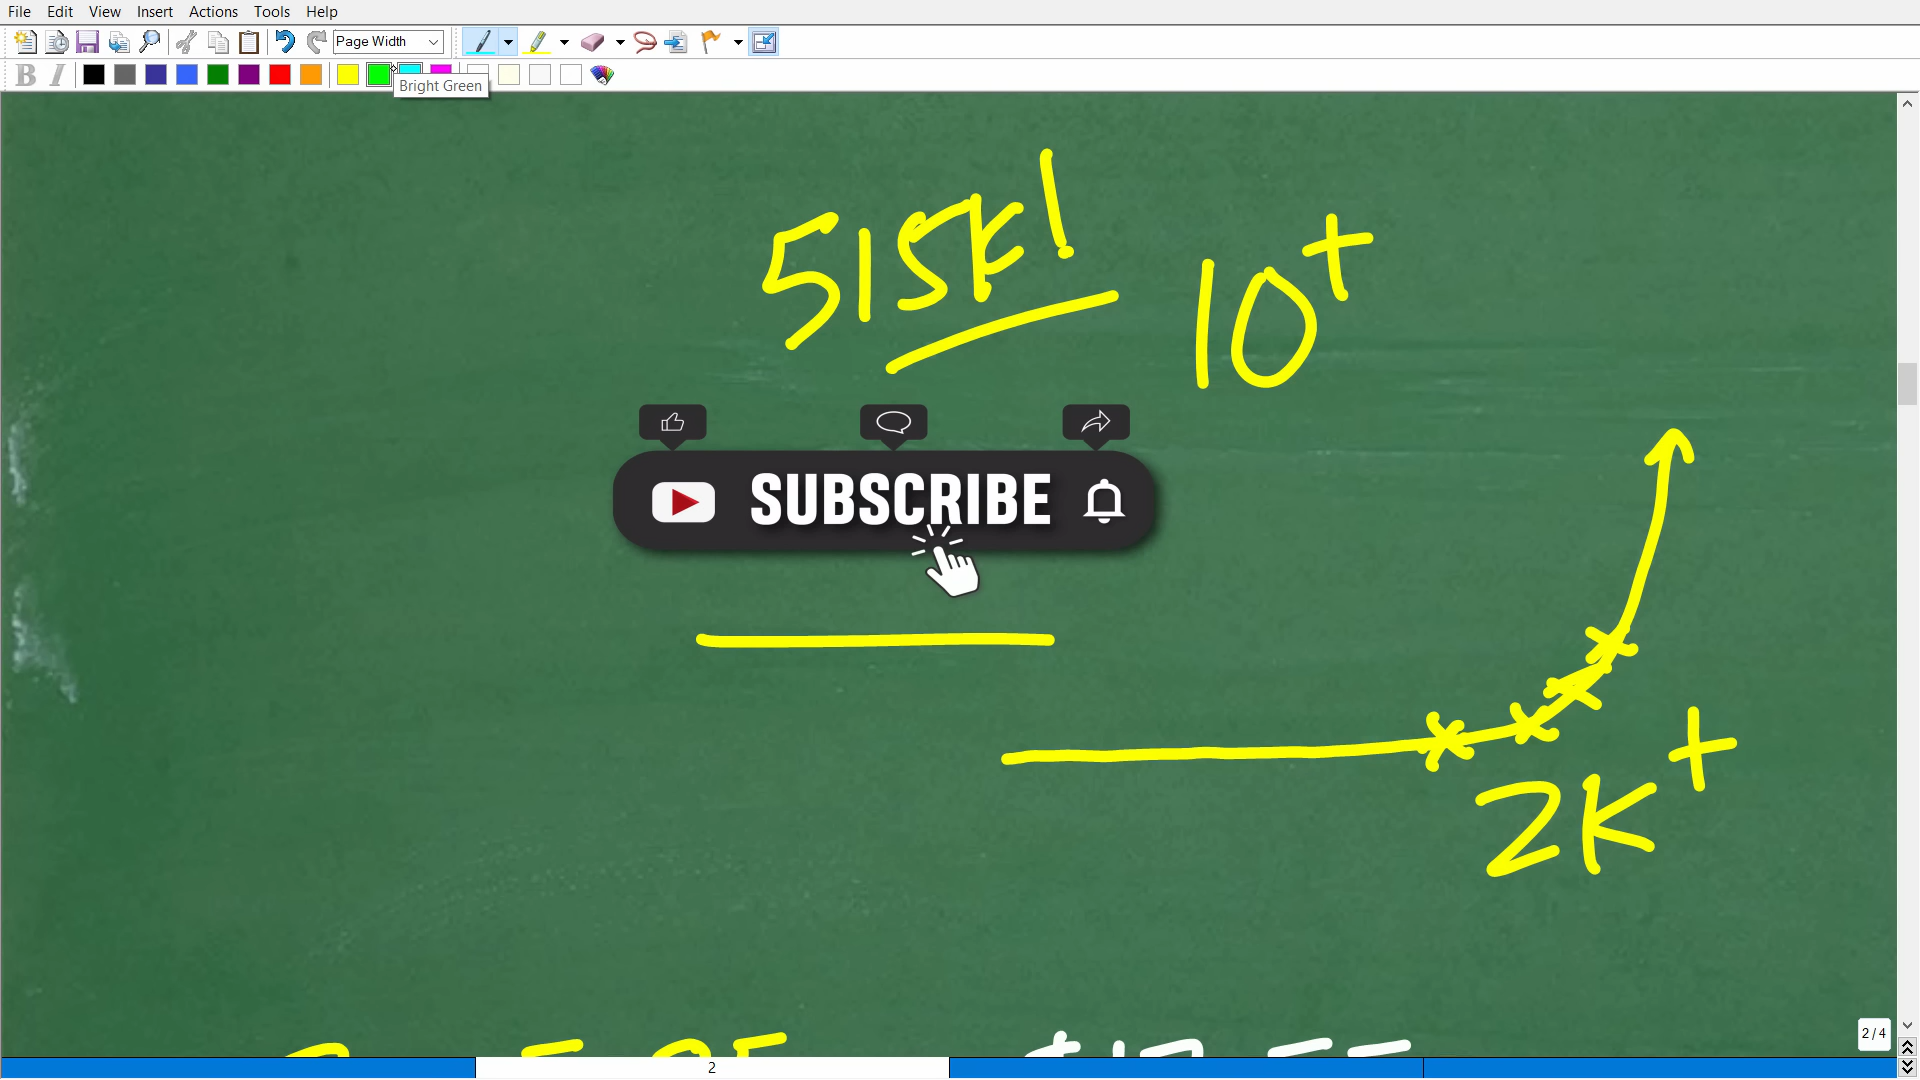 File Edit View Insert Actions Tools Help
Page Width
B I
Bright Green
515K!
10+
SUBSCRIBE
2K+
2/4
2